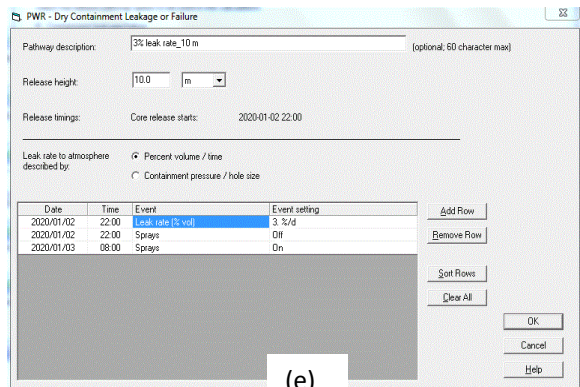 PWR - Dry Containment Leakage or Failure
Pathway description: 3% leak rate_10 m (optional; 60 character max)
Release height: 10.0 m
Release timings: Core release starts: 2020-01-02 22:00
Leak rate to atmosphere described by: Percent volume / time
Containment pressure / hole size
Date Time Event Event setting
2020/01/02 22:00 Leak rate (% vol) 3. %/d
2020/01/02 22:00 Sprays Off
2020/01/03 08:00 Sprays On
Add Row
Remove Row
Sort Rows
Clear All
OK
Cancel
Help
(e)